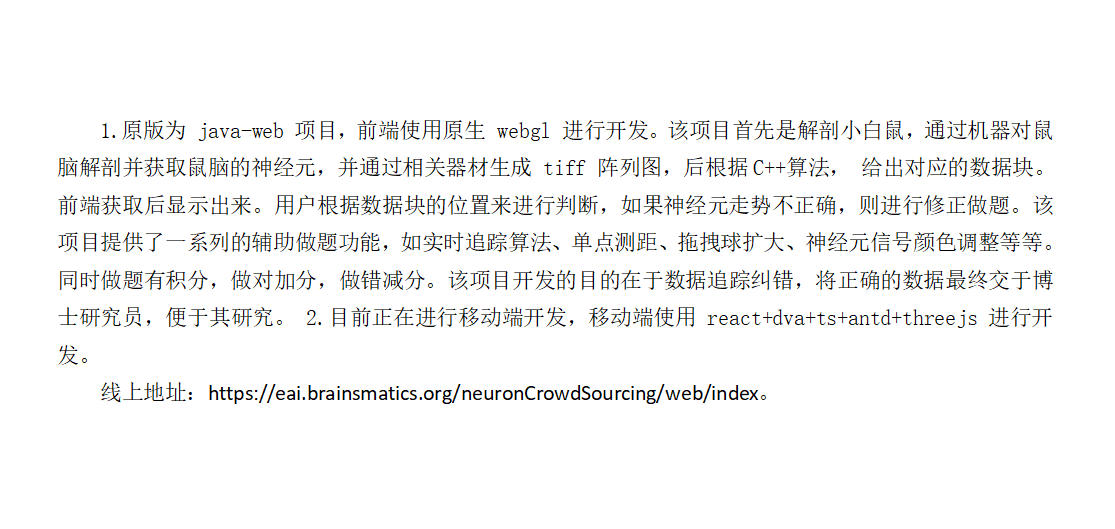 1.原版为 java-web 项目，前端使用原生 webgl 进行开发。该项目首先是解剖小白鼠，通过机器对鼠
脑解剖并获取鼠脑的神经元，并通过相关器材生成 tiff 阵列图，后根据C++算法， 给出对应的数据块。
前端获取后显示出来。用户根据数据块的位置来进行判断，如果神经元走势不正确，则进行修正做题。该
项目提供了一系列的辅助做题功能，如实时追踪算法、单点测距、拖拽球扩大、神经元信号颜色调整等等。
同时做题有积分，做对加分，做错减分。该项目开发的目的在于数据追踪纠错，将正确的数据最终交于博
士研究员，便于其研究。 2.目前正在进行移动端开发，移动端使用 react+dva+ts+antd+threejs 进行开
发。
线上地址：https://eai.brainsmatics.org/neuronCrowdSourcing/web/index。